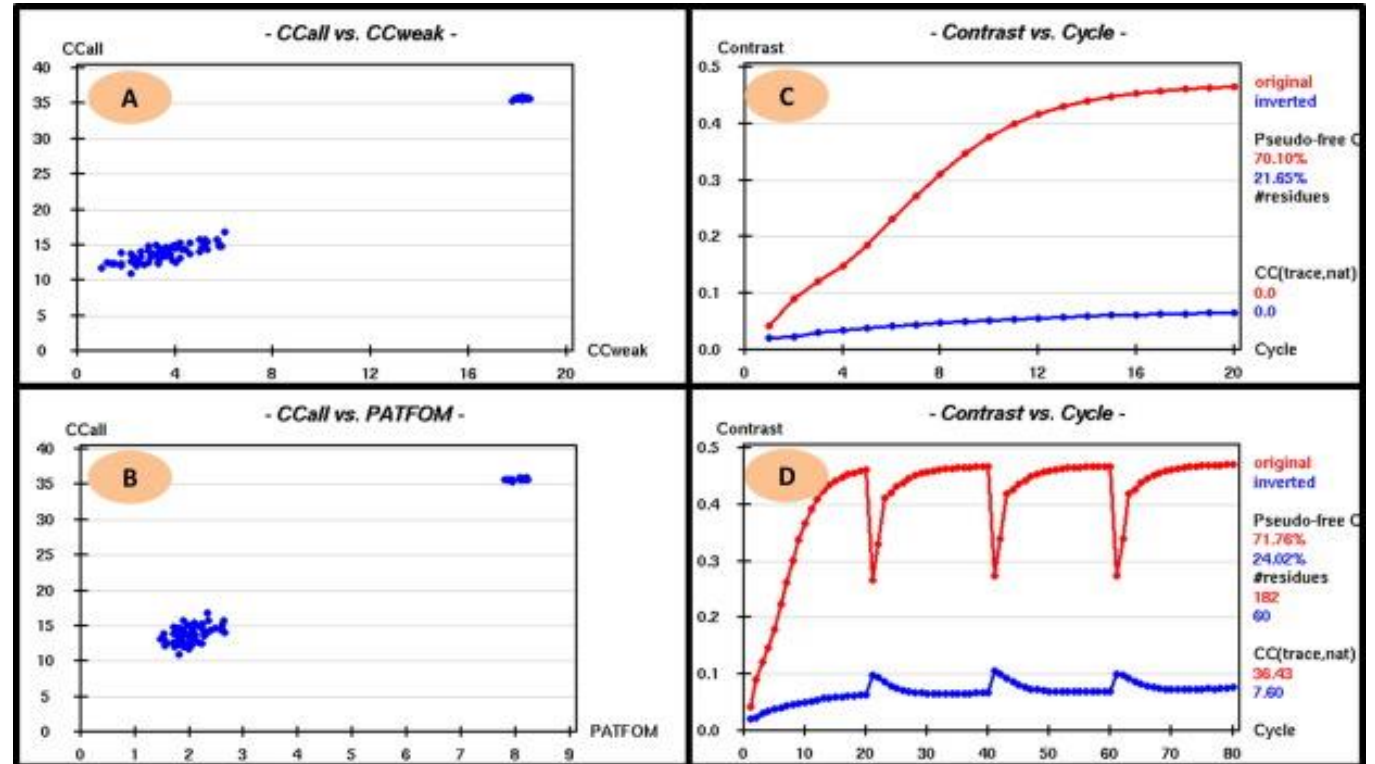 - CCall vs. CCweak -
CCall
40
A
35
30
25
20
15
10
5
0
0 4 8 12 16 20
CCweak
- Contrast vs. Cycle -
Contrast
0.5
C
0.4
0.3
0.2
0.1
0.0
0 4 8 12 16 20
original
inverted
Pseudo-free C
70.10%
21.65%
#residues
CC(trace,nat)
0.0
0.0
Cycle
- CCall vs. PATFOM -
CCall
40
B
35
30
25
20
15
10
5
0
0 1 2 3 4 5 6 7 8 9
PATFOM
- Contrast vs. Cycle -
Contrast
0.5
D
0.4
0.3
0.2
0.1
0.0
0 10 20 30 40 50 60 70 80
original
inverted
Pseudo-free C
71.76%
24.02%
#residues
182
60
CC(trace,nat)
36.43
7.60
Cycle